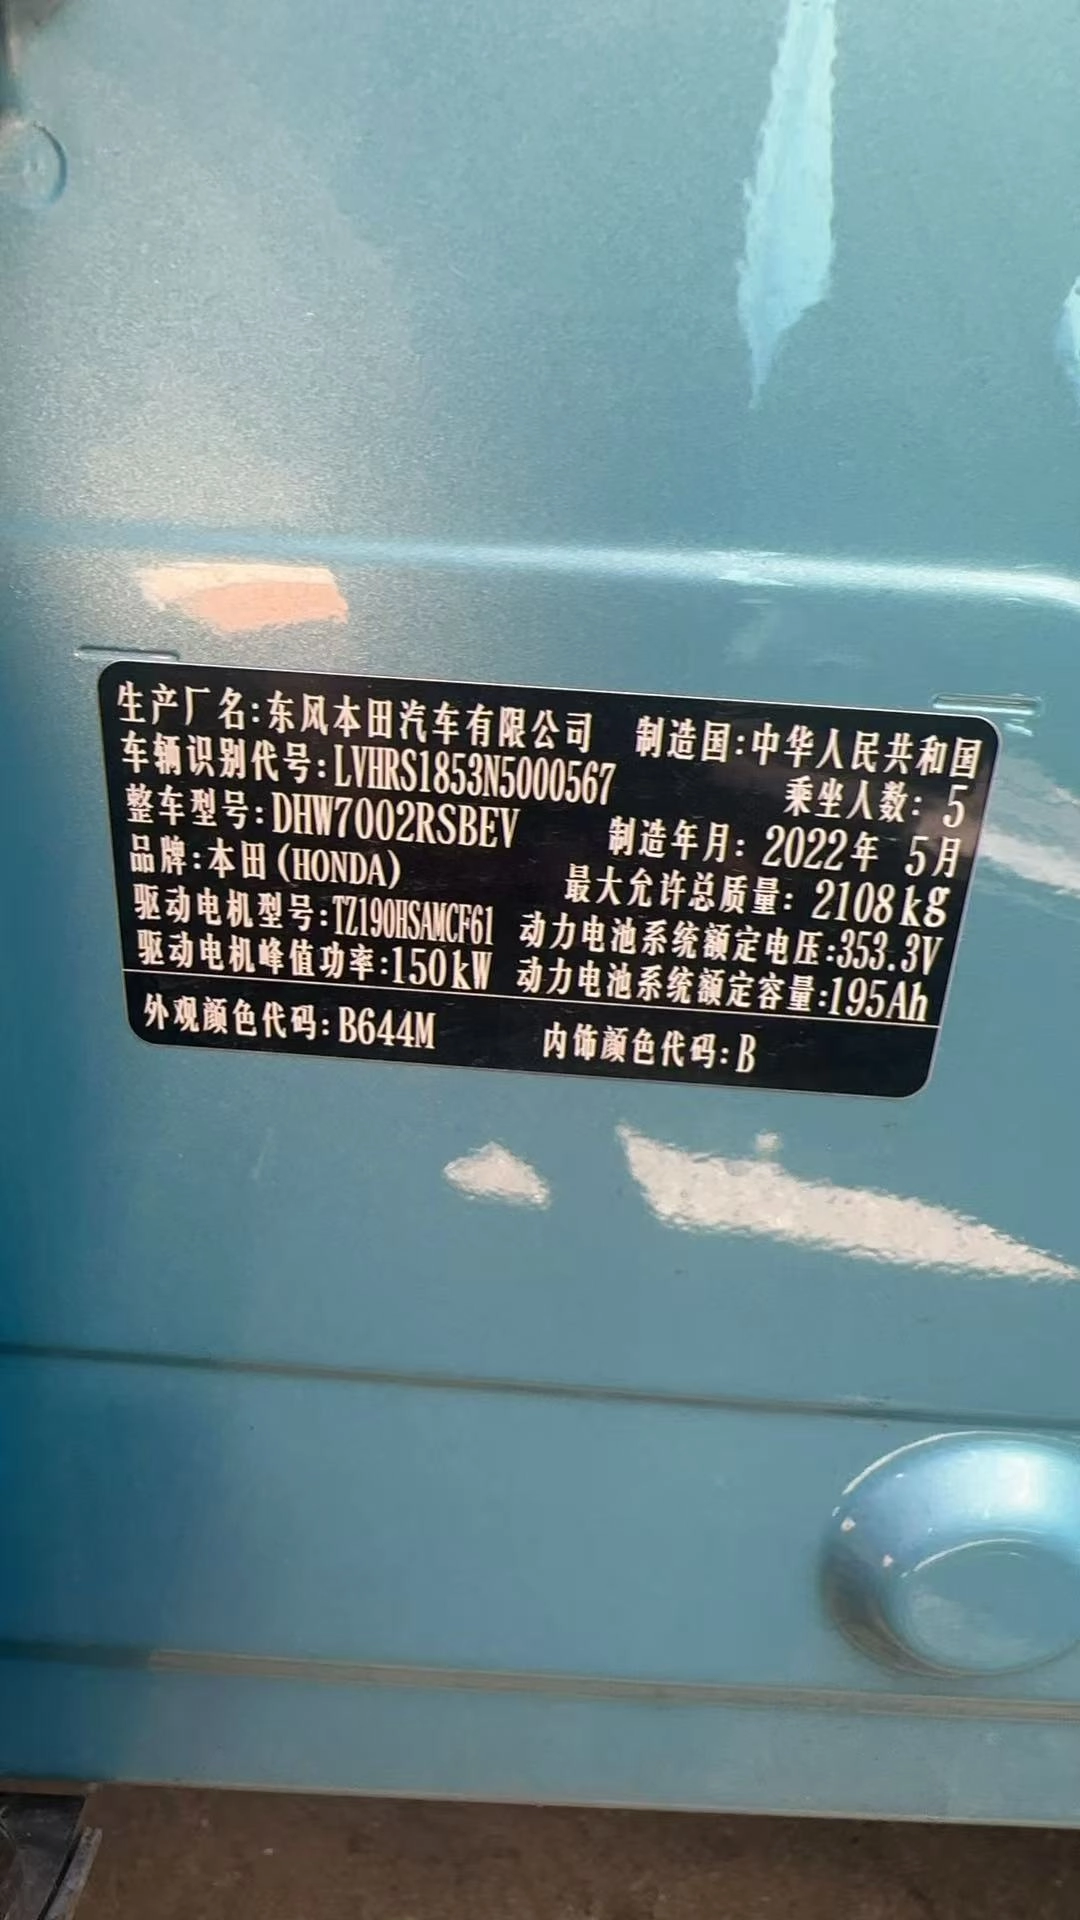 生产厂名:东风本田汽车有限公司 制造国:中华人民共和国
车辆识别代号:LVHRS1853N5000567 乘坐人数: 5
整车型号:DHW7002RSBEV 制造年月: 2022年 5月
品牌:本田(HONDA) 最大允许总质量: 2108kg
驱动电机型号:TZ190HSAMCF61 动力电池系统额定电压:353.3V
驱动电机峰值功率:150kW 动力电池系统额定容量:195Ah
外观颜色代码:B644M 内饰颜色代码:B